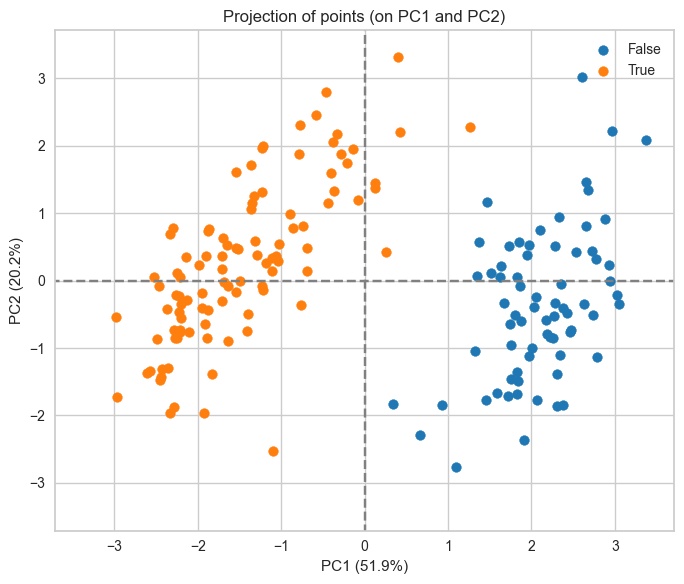 Projection of points (on PC1 and PC2)
False
True
3
2
1
0
−1
−2
−3
PC2 (20.2%)
−3 −2 −1 0 1 2 3
PC1 (51.9%)